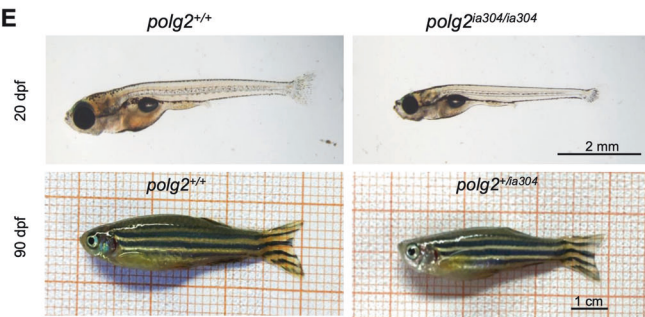 E
polg2+/+ polg2ia304/ia304
20 dpf
2 mm
polg2+/+ polg2+/ia304
90 dpf
1 cm